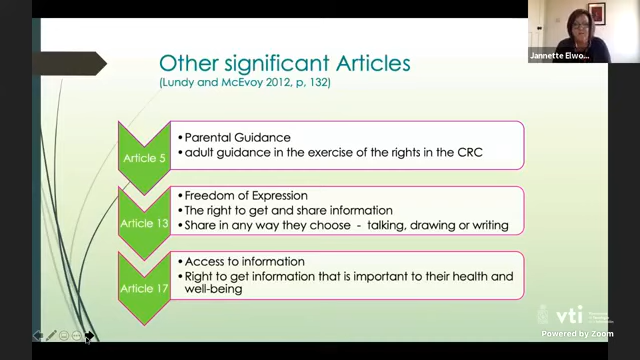 Other significant Articles
(Lundy and McEvoy 2012, p, 132)
Article 5
•Parental Guidance
•adult guidance in the exercise of the rights in the CRC
Article 13
•Freedom of Expression
•The right to get and share information
•Share in any way they choose - talking, drawing or writing
Article 17
•Access to information
•Right to get information that is important to their health and
well-being
Jannette Elwo...
vti
Powered by Zoom